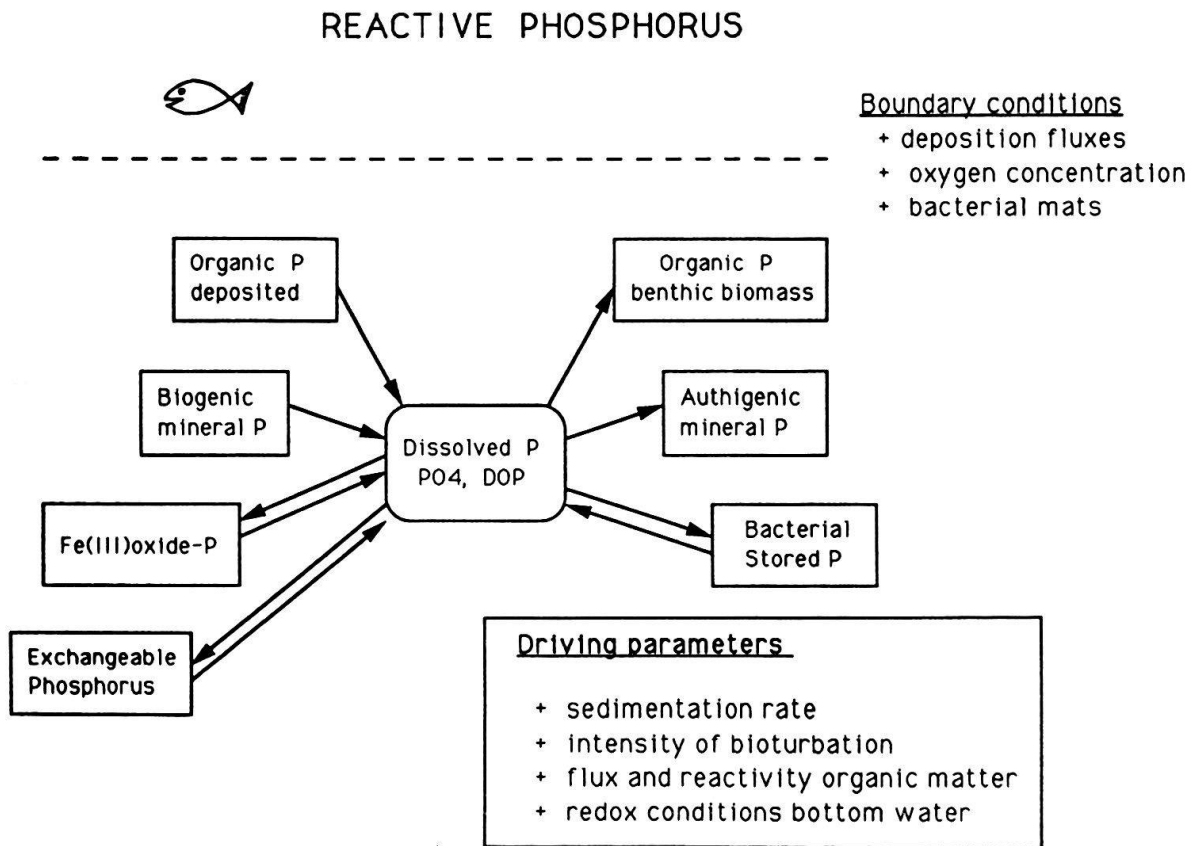 REACTIVE PHOSPHORUS
Boundary conditions
+ deposition fluxes
+ oxygen concentration
+ bacterial mats
Organic P
deposited
Organic P
benthic biomass
Biogenic
mineral P
Authigenic
mineral P
Dissolved P
PO4, DOP
Fe(III)oxide-P
Bacterial
Stored P
Exchangeable
Phosphorus
Driving parameters
+ sedimentation rate
+ intensity of bioturbation
+ flux and reactivity organic matter
+ redox conditions bottom water